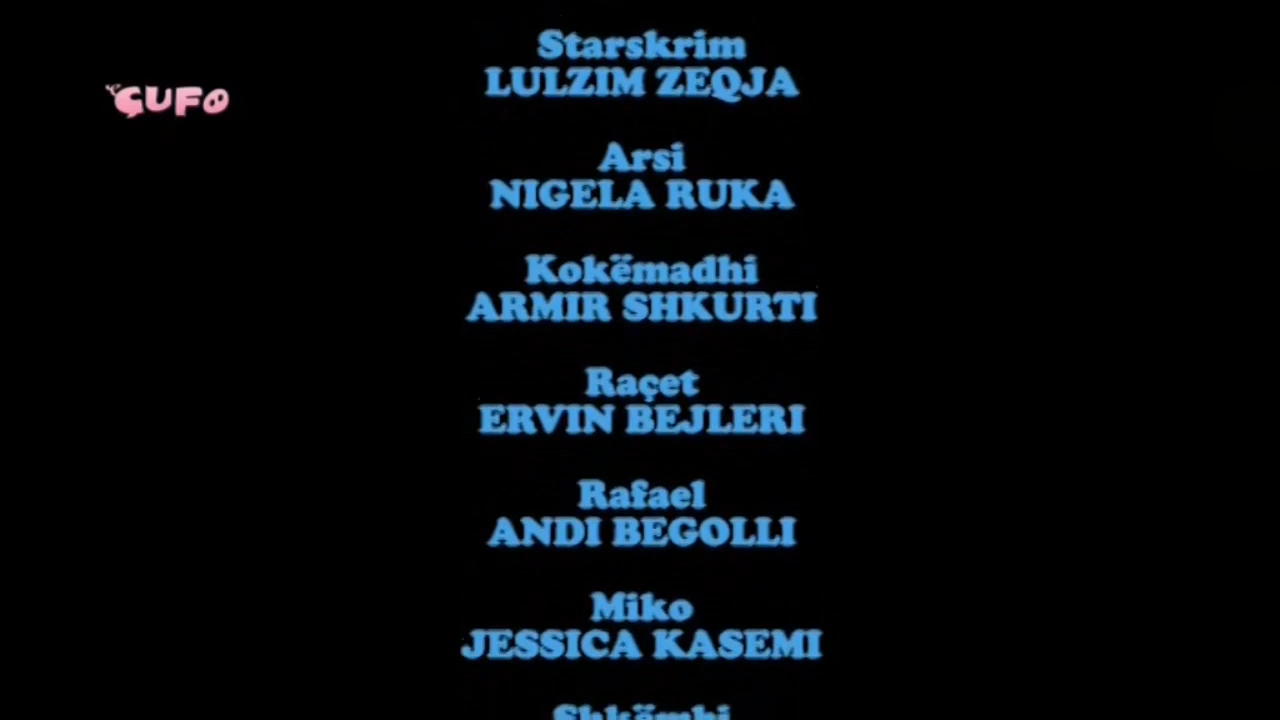 Starskrim
LULZIM ZEQJA
ÇUFO
Arsi
NIGELA RUKA
Kokëmadhi
ARMIR SHKURTI
Raçet
ERVIN BEJLERI
Rafael
ANDI BEGOLLI
Miko
JESSICA KASEMI
Shkëmbi